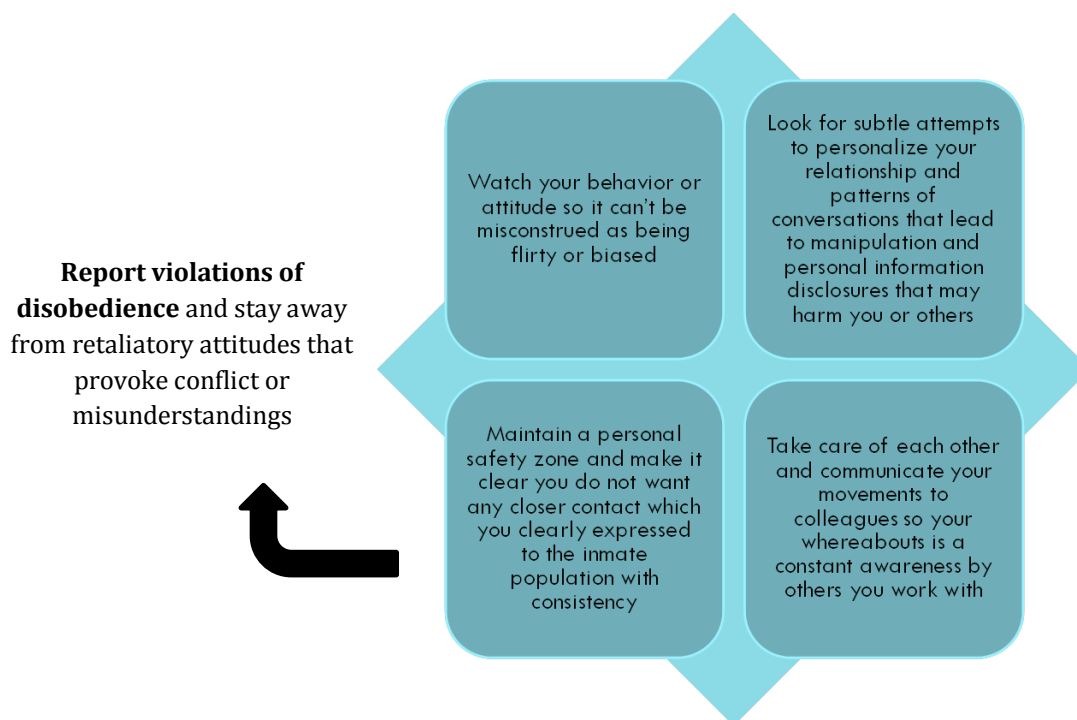 Watch your behavior or
attitude so it can't be
misconstrued as being
flirty or biased
Look for subtle attempts
to personalize your
relationship and
patterns of
conversations that lead
to manipulation and
personal information
disclosures that may
harm you or others
Report violations of
disobedience and stay away
from retaliatory attitudes that
provoke conflict or
misunderstandings
Maintain a personal
safety zone and make it
clear you do not want
any closer contact which
you clearly expressed
to the inmate
population with
consistency
Take care of each other
and communicate your
movements to
colleagues so your
whereabouts is a
constant awareness by
others you work with